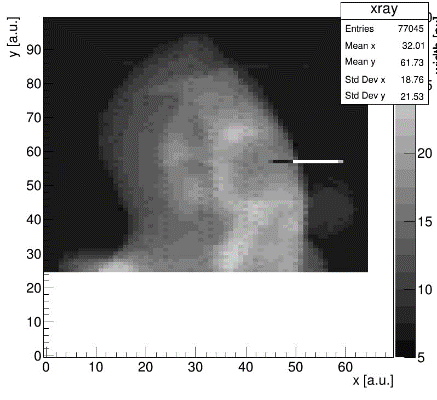 xray
Entries 77045
Mean x 32.01
Mean y 61.73
Std Dev x 18.76
Std Dev y 21.53
y [a.u.]
90
80
70
60
50
40
30
20
10
0
0 10 20 30 40 50 60
x [a.u.]
20
15
10
5